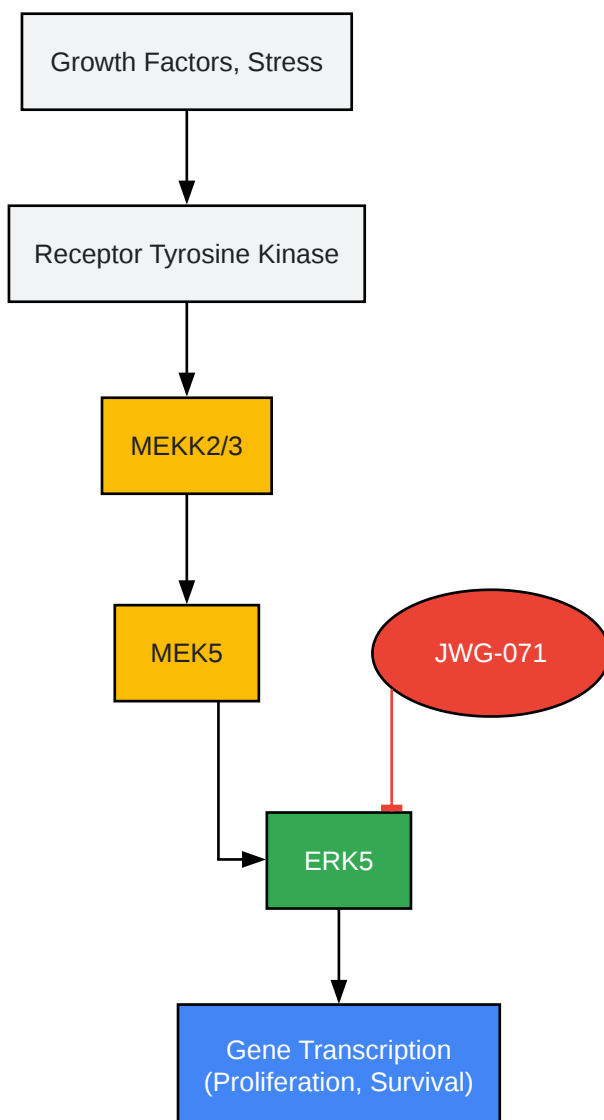 Growth Factors, Stress
Receptor Tyrosine Kinase
MEKK2/3
MEK5
JWG-071
ERK5
Gene Transcription
(Proliferation, Survival)